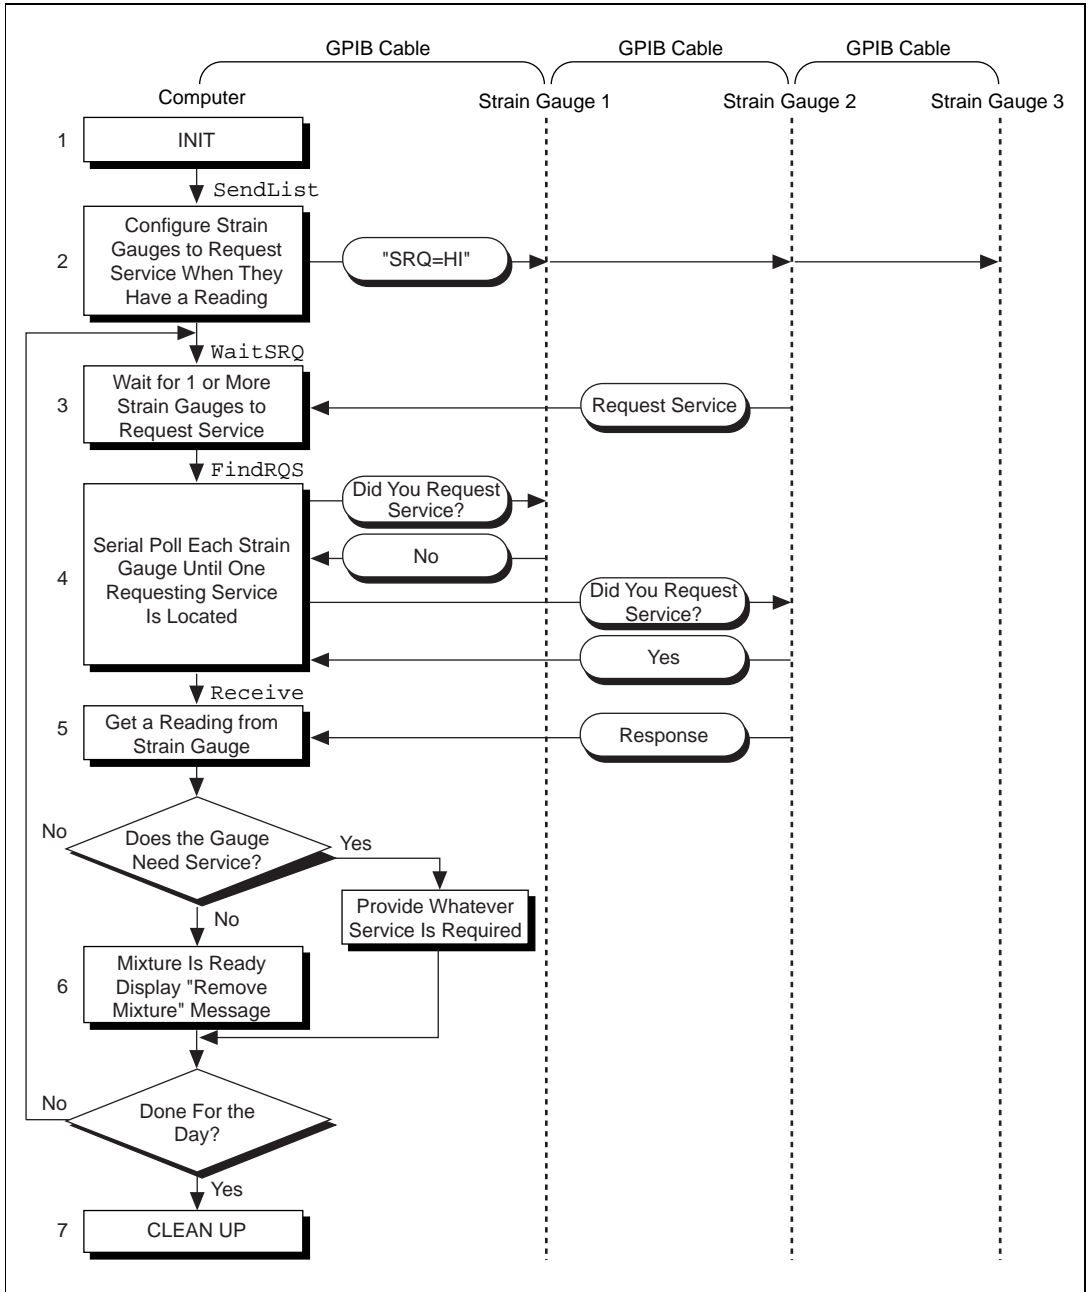 GPIB Cable
GPIB Cable
GPIB Cable
Computer
Strain Gauge 1
Strain Gauge 2
Strain Gauge 3
1
INIT
SendList
2
Configure Strain
Gauges to Request
Service When They
Have a Reading
"SRQ=HI"
WaitSRQ
3
Wait for 1 or More
Strain Gauges to
Request Service
Request Service
FindRQS
4
Serial Poll Each Strain
Gauge Until One
Requesting Service
Is Located
Did You Request
Service?
No
Did You Request
Service?
Yes
Receive
5
Get a Reading from
Strain Gauge
Response
No
Does the Gauge
Need Service?
Yes
No
Provide Whatever
Service Is Required
6
Mixture Is Ready
Display "Remove
Mixture" Message
No
Done For the
Day?
Yes
7
CLEAN UP